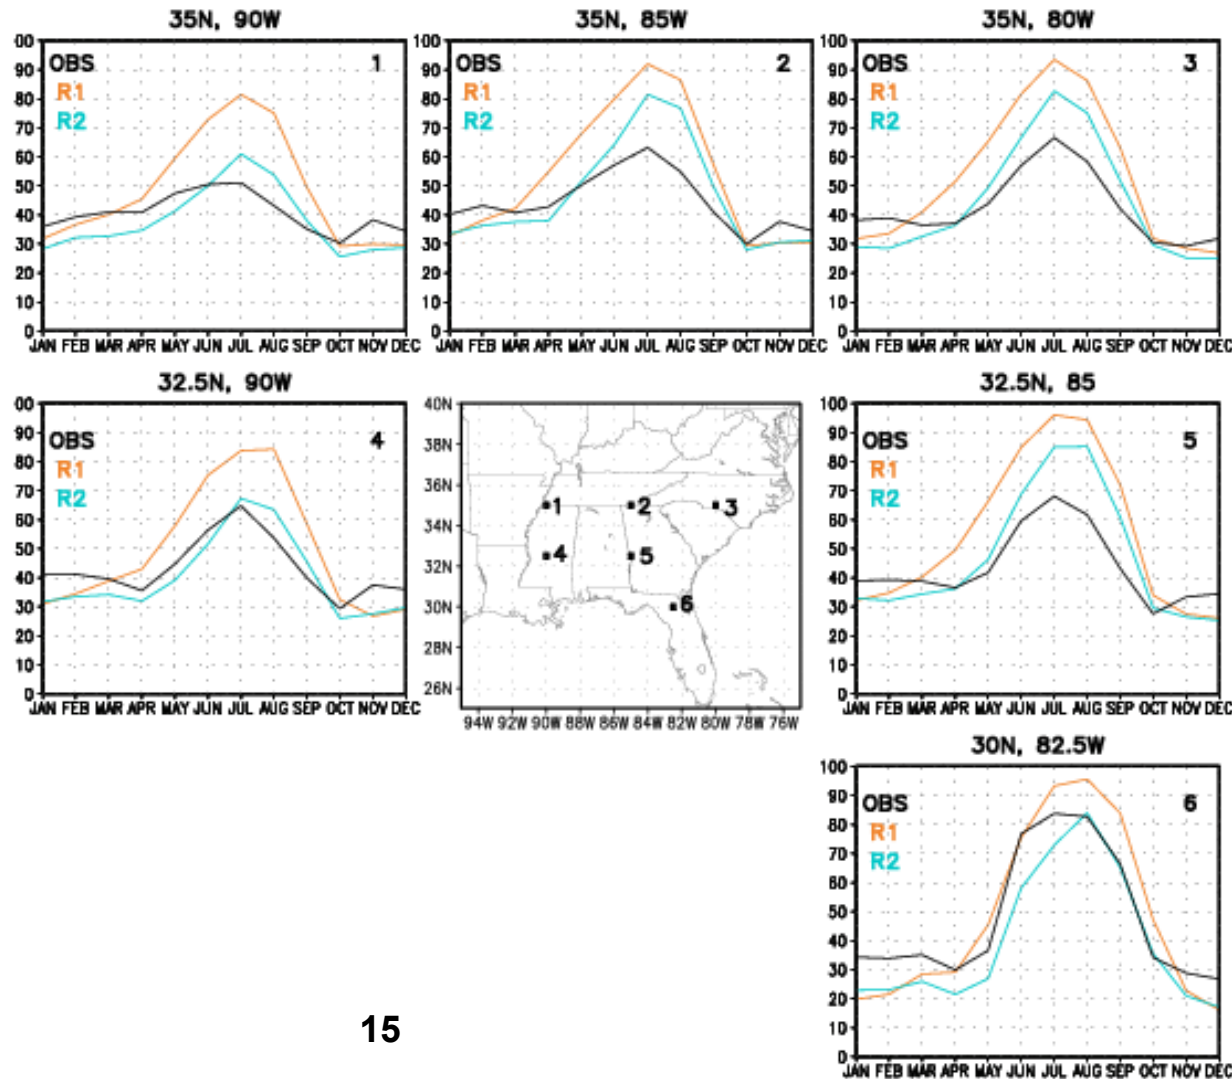 35N, 90W
00
90
80
70
60
50
40
30
20
10
0
OBS
R1
R2
1
JAN FEB MAR APR MAY JUN JUL AUG SEP OCT NOV DEC
35N, 85W
100
90
80
70
60
50
40
30
20
10
0
OBS
R1
R2
2
JAN FEB MAR APR MAY JUN JUL AUG SEP OCT NOV DEC
35N, 80W
100
90
80
70
60
50
40
30
20
10
0
OBS
R1
R2
3
JAN FEB MAR APR MAY JUN JUL AUG SEP OCT NOV DEC
32.5N, 90W
00
90
80
70
60
50
40
30
20
10
0
OBS
R1
R2
4
JAN FEB MAR APR MAY JUN JUL AUG SEP OCT NOV DEC
40N
38N
36N
34N
32N
30N
28N
26N
1
2
3
4
5
6
94W 92W 90W 88W 86W 84W 82W 80W 78W 76W
32.5N, 85
100
90
80
70
60
50
40
30
20
10
0
OBS
R1
R2
5
JAN FEB MAR APR MAY JUN JUL AUG SEP OCT NOV DEC
30N, 82.5W
100
90
80
70
60
50
40
30
20
10
0
OBS
R1
R2
6
JAN FEB MAR APR MAY JUN JUL AUG SEP OCT NOV DEC
15